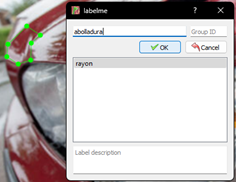 labelme
abolladura
Group ID
OK
Cancel
rayon
Label description